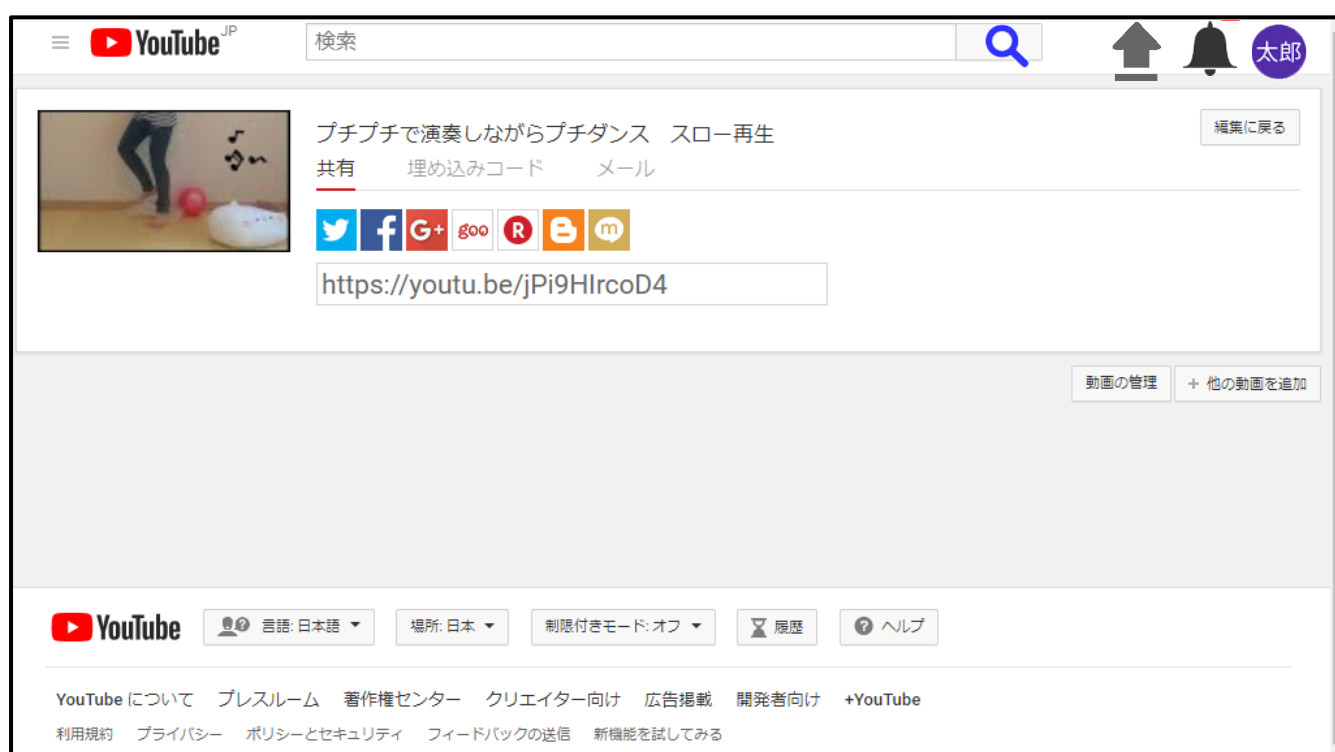 YouTube JP 検索 太郎
プチプチで演奏しながらプチダンス　スロー再生 編集に戻る
共有 埋め込みコード メール
G+ goo R B m
https://youtu.be/jPi9HIrcoD4
動画の管理 + 他の動画を追加
YouTube 言語: 日本語 場所: 日本 制限付きモード: オフ 履歴 ヘルプ
YouTube について プレスルーム 著作権センター クリエイター向け 広告掲載 開発者向け +YouTube
利用規約 プライバシー ポリシーとセキュリティ フィードバックの送信 新機能を試してみる